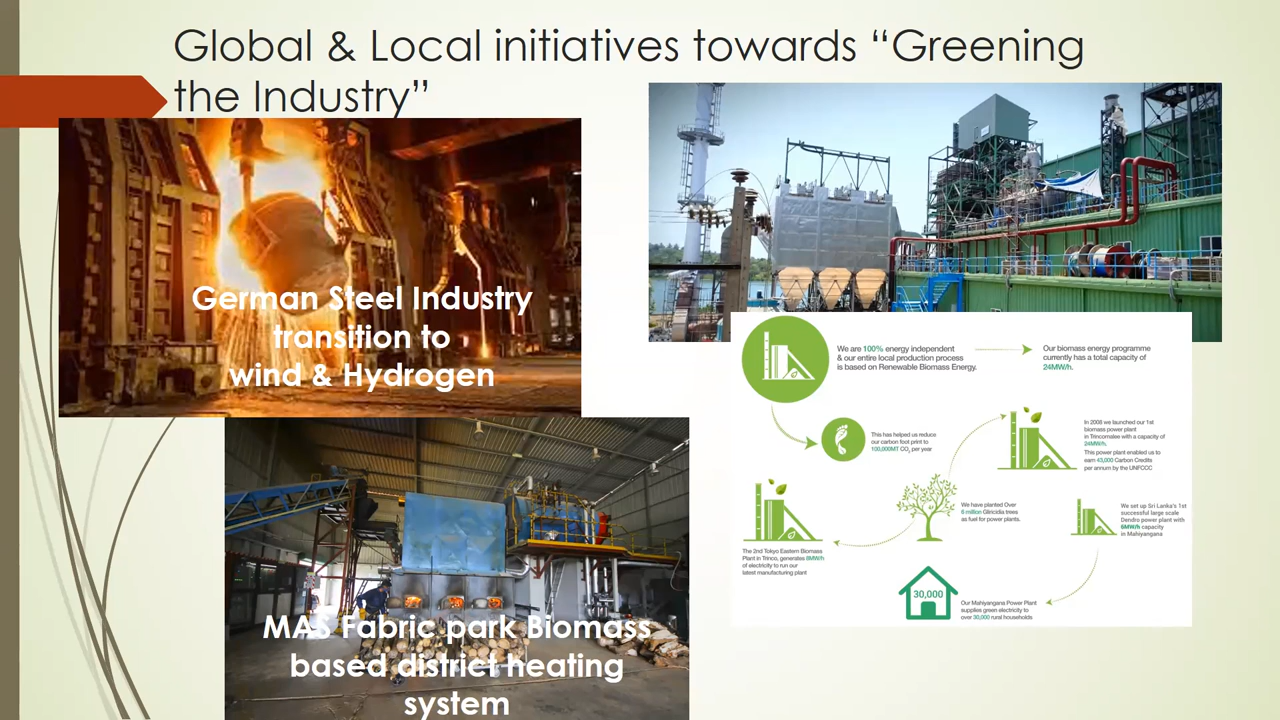 Global & Local initiatives towards “Greening
the Industry”
German Steel Industry
transition to
wind & Hydrogen
MAS Fabric park Biomass
based district heating
system
We are 100% energy independent
& our entire local production process
is based on Renewable Biomass Energy.
Our biomass energy programme
currently has a total capacity of
24MW/h.
This has helped us reduce
our carbon foot print to
100,000MT CO2 per year
In 2008 we launched our 1st
biomass power plant
in Trincomalee with a capacity of
24MW/h.
This power plant enabled us to
earn 43,000 Carbon Credits
per annum by the UNFCCC
We have planted Over
6 million Gliricidia trees
as fuel for power plants.
We set up Sri Lanka's 1st
successful large scale
Dendro power plant with
6MW/h capacity
in Mahiyangana
The 2nd Tokyo Eastern Biomass
Plant in Trinco, generates 8MW/h
of electricity to run our
latest manufacturing plant
30,000
Our Mahiyangana Power Plant
supplies green electricity to
over 30,000 rural households